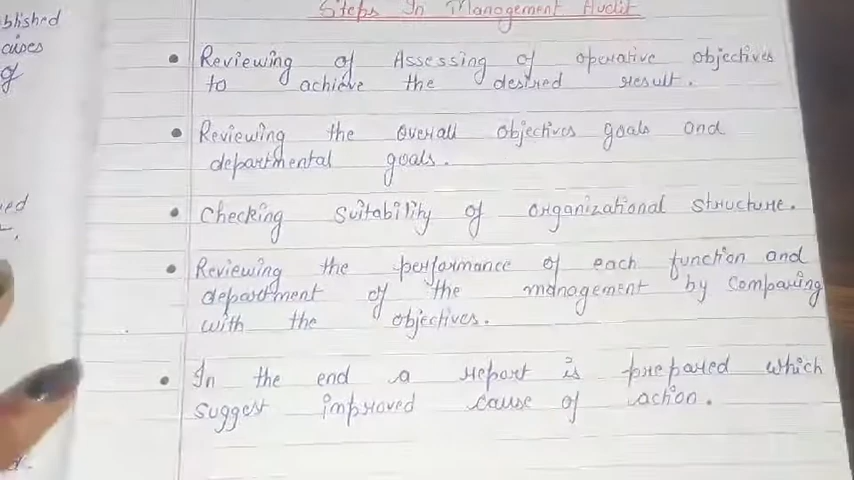 blished
Steps In Management Audit
• Reviewing of Assessing of operative objectives
to achieve the desired result.
• Reviewing the overall objectives goals and
departmental goals.
• Checking Suitability of organizational structure.
• Reviewing the performance of each function and
department of the management by comparing
with the objectives.
• In the end a report is prepared which
suggest improved cause of action.
of